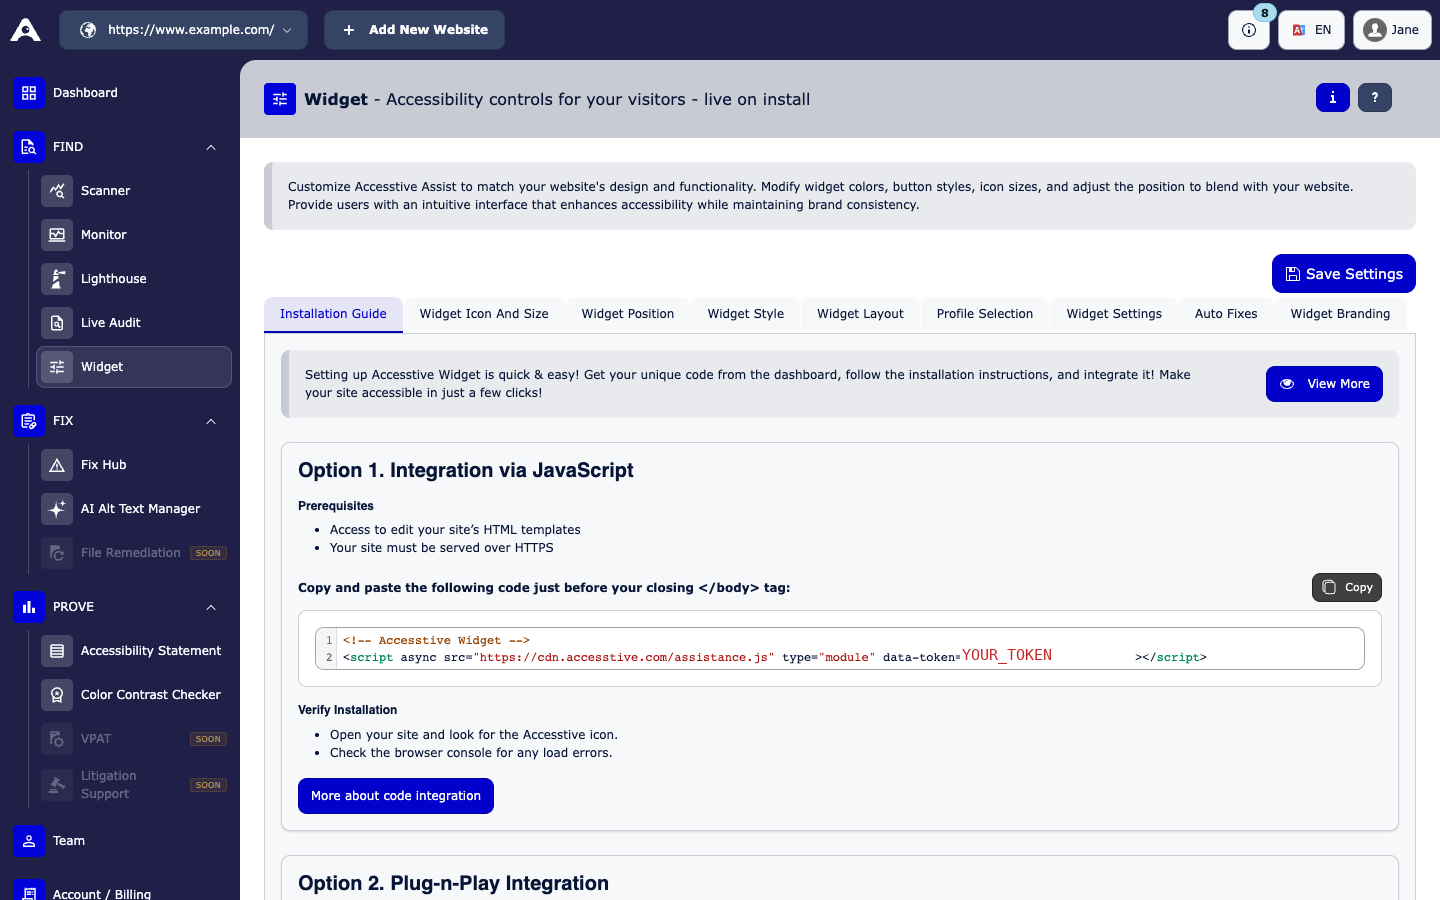 https://www.example.com/
+ Add New Website
8
EN
Jane
Dashboard
FIND
Scanner
Monitor
Lighthouse
Live Audit
Widget
FIX
Fix Hub
AI Alt Text Manager
File Remediation SOON
PROVE
Accessibility Statement
Color Contrast Checker
VPAT SOON
Litigation Support SOON
Team
Account / Billing
Widget - Accessibility controls for your visitors - live on install
i
?
Customize Accesstive Assist to match your website's design and functionality. Modify widget colors, button styles, icon sizes, and adjust the position to blend with your website.
Provide users with an intuitive interface that enhances accessibility while maintaining brand consistency.
Save Settings
Installation Guide Widget Icon And Size Widget Position Widget Style Widget Layout Profile Selection Widget Settings Auto Fixes Widget Branding
Setting up Accesstive Widget is quick & easy! Get your unique code from the dashboard, follow the installation instructions, and integrate it! Make
your site accessible in just a few clicks!
View More
Option 1. Integration via JavaScript
Prerequisites
• Access to edit your site’s HTML templates
• Your site must be served over HTTPS
Copy and paste the following code just before your closing </body> tag:
Copy
1 <!-- Accesstive Widget -->
2 <script async src="https://cdn.accesstive.com/assistance.js" type="module" data-token=YOUR_TOKEN ></script>
Verify Installation
• Open your site and look for the Accesstive icon.
• Check the browser console for any load errors.
More about code integration
Option 2. Plug-n-Play Integration